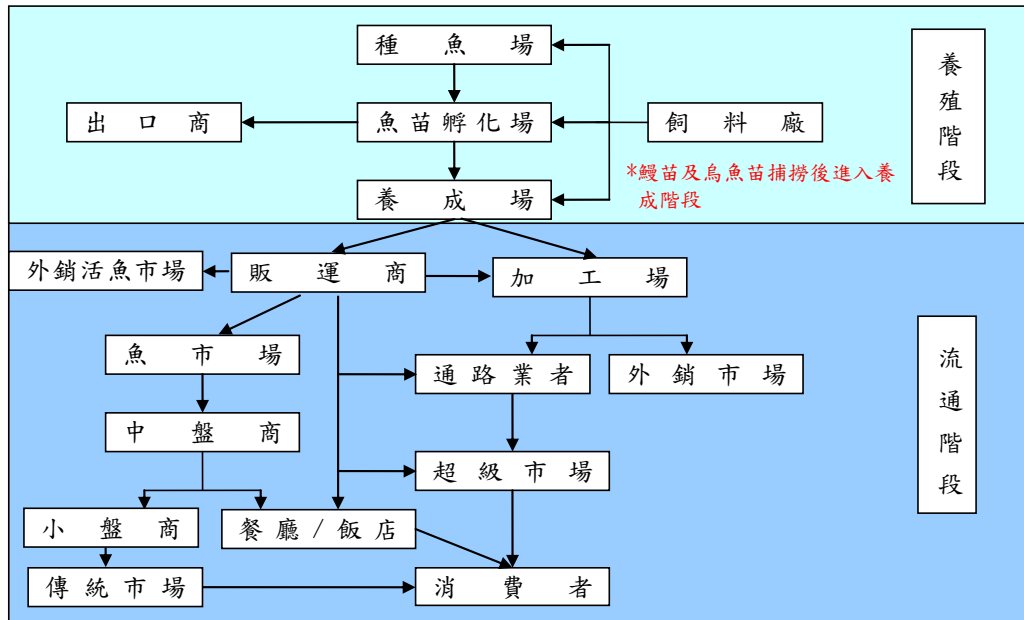 種魚場
養殖階段
出口商
魚苗孵化場
飼料廠
*鰻苗及烏魚苗捕撈後進入養
成階段
養成場
外銷活魚市場
販運商
加工場
流通階段
魚市場
通路業者
外銷市場
中盤商
超級市場
小盤商
餐廳/飯店
傳統市場
消費者